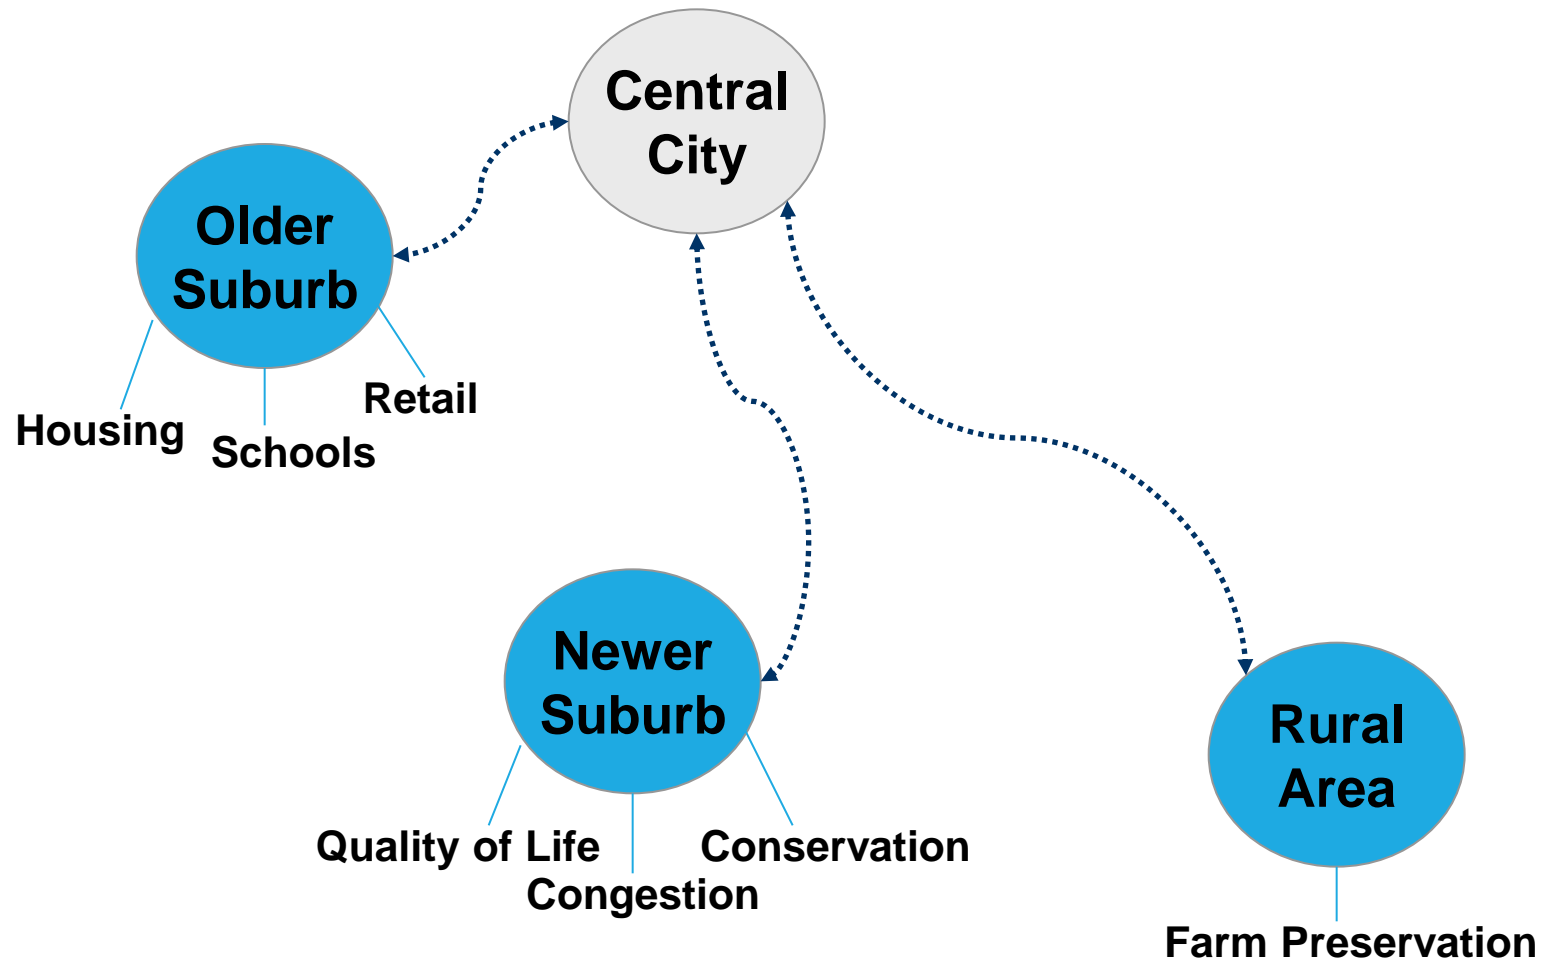 Central
City
Older
Suburb
Retail
Housing
Schools
Newer
Suburb
Rural
Area
Quality of Life
Conservation
Congestion
Farm Preservation